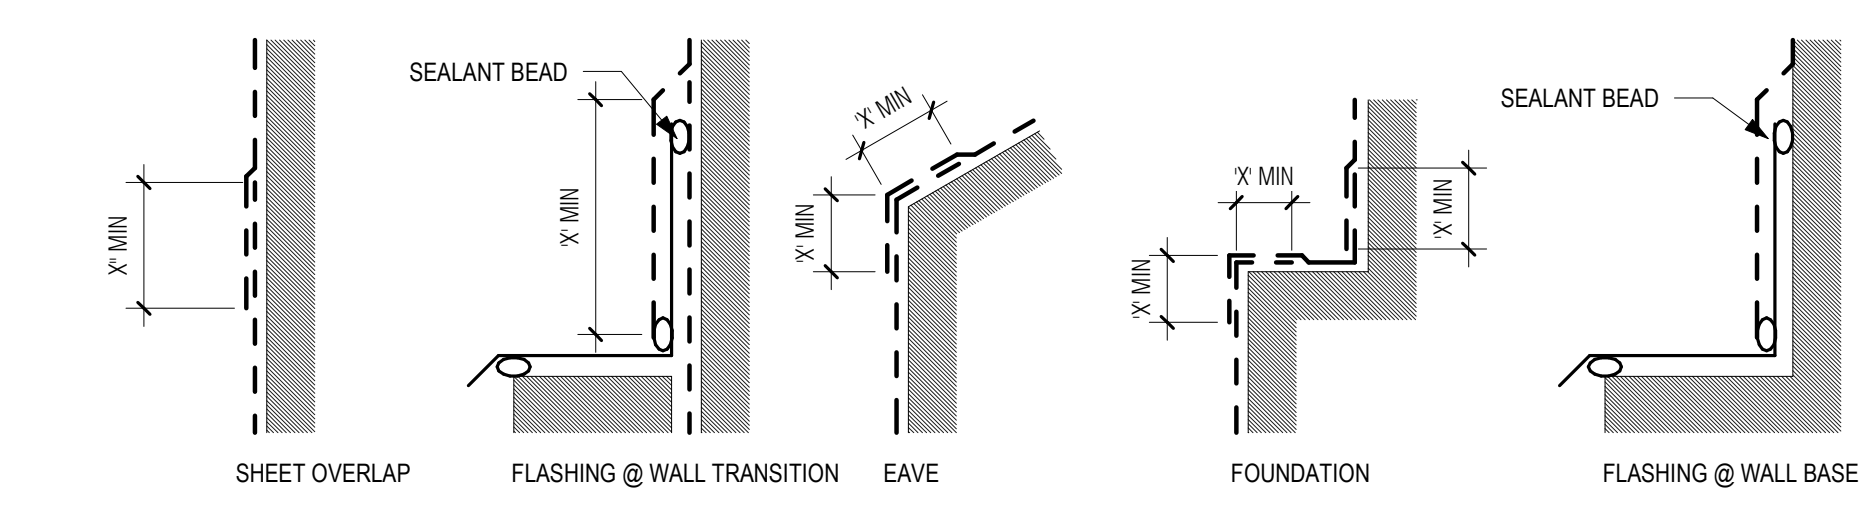 X" MIN
SHEET OVERLAP
SEALANT BEAD
'X' MIN
FLASHING @ WALL TRANSITION
'X' MIN
'X' MIN
EAVE
'X' MIN
'X' MIN
'X' MIN
FOUNDATION
SEALANT BEAD
FLASHING @ WALL BASE